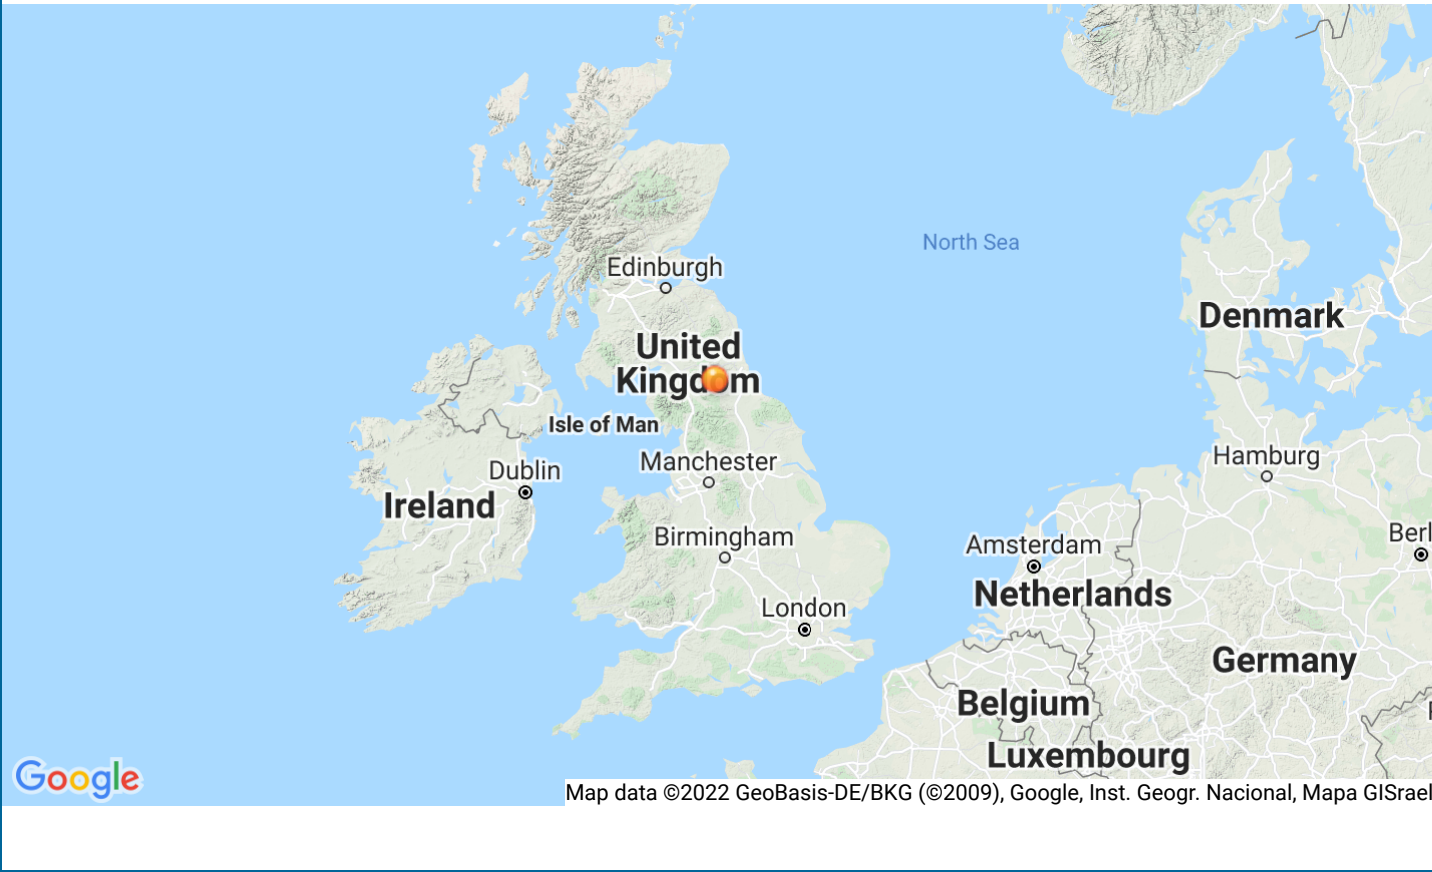 North Sea
Edinburgh
Denmark
United
Kingdom
Isle of Man
Hamburg
Manchester
Dublin
Ireland
Berl
Birmingham
Amsterdam
Netherlands
London
Germany
Belgium
Luxembourg
Google
Map data ©2022 GeoBasis-DE/BKG (©2009), Google, Inst. Geogr. Nacional, Mapa GISrael